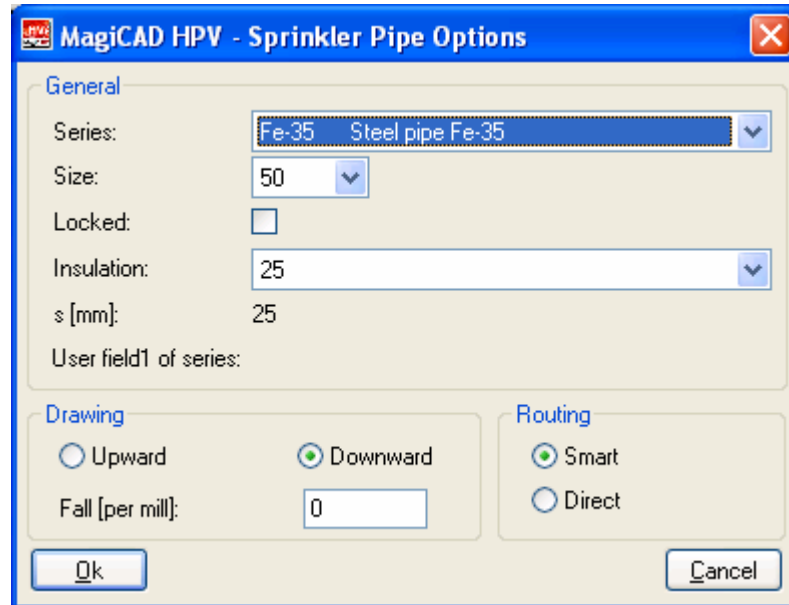 MagiCAD HPV - Sprinkler Pipe Options
General
Series: Fe-35 Steel pipe Fe-35
Size: 50
Locked:
Insulation: 25
s [mm]: 25
User field1 of series:
Drawing
Upward Downward
Fall [per mill]: 0
Routing
Smart
Direct
Ok Cancel